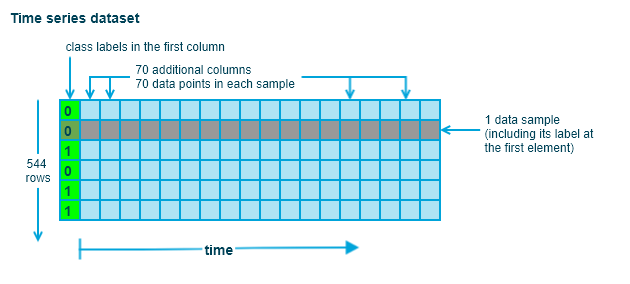 Time series dataset
class labels in the first column
70 additional columns
70 data points in each sample
0
0
1
0
1
1
1 data sample
(including its label at
the first element)
544
rows
time